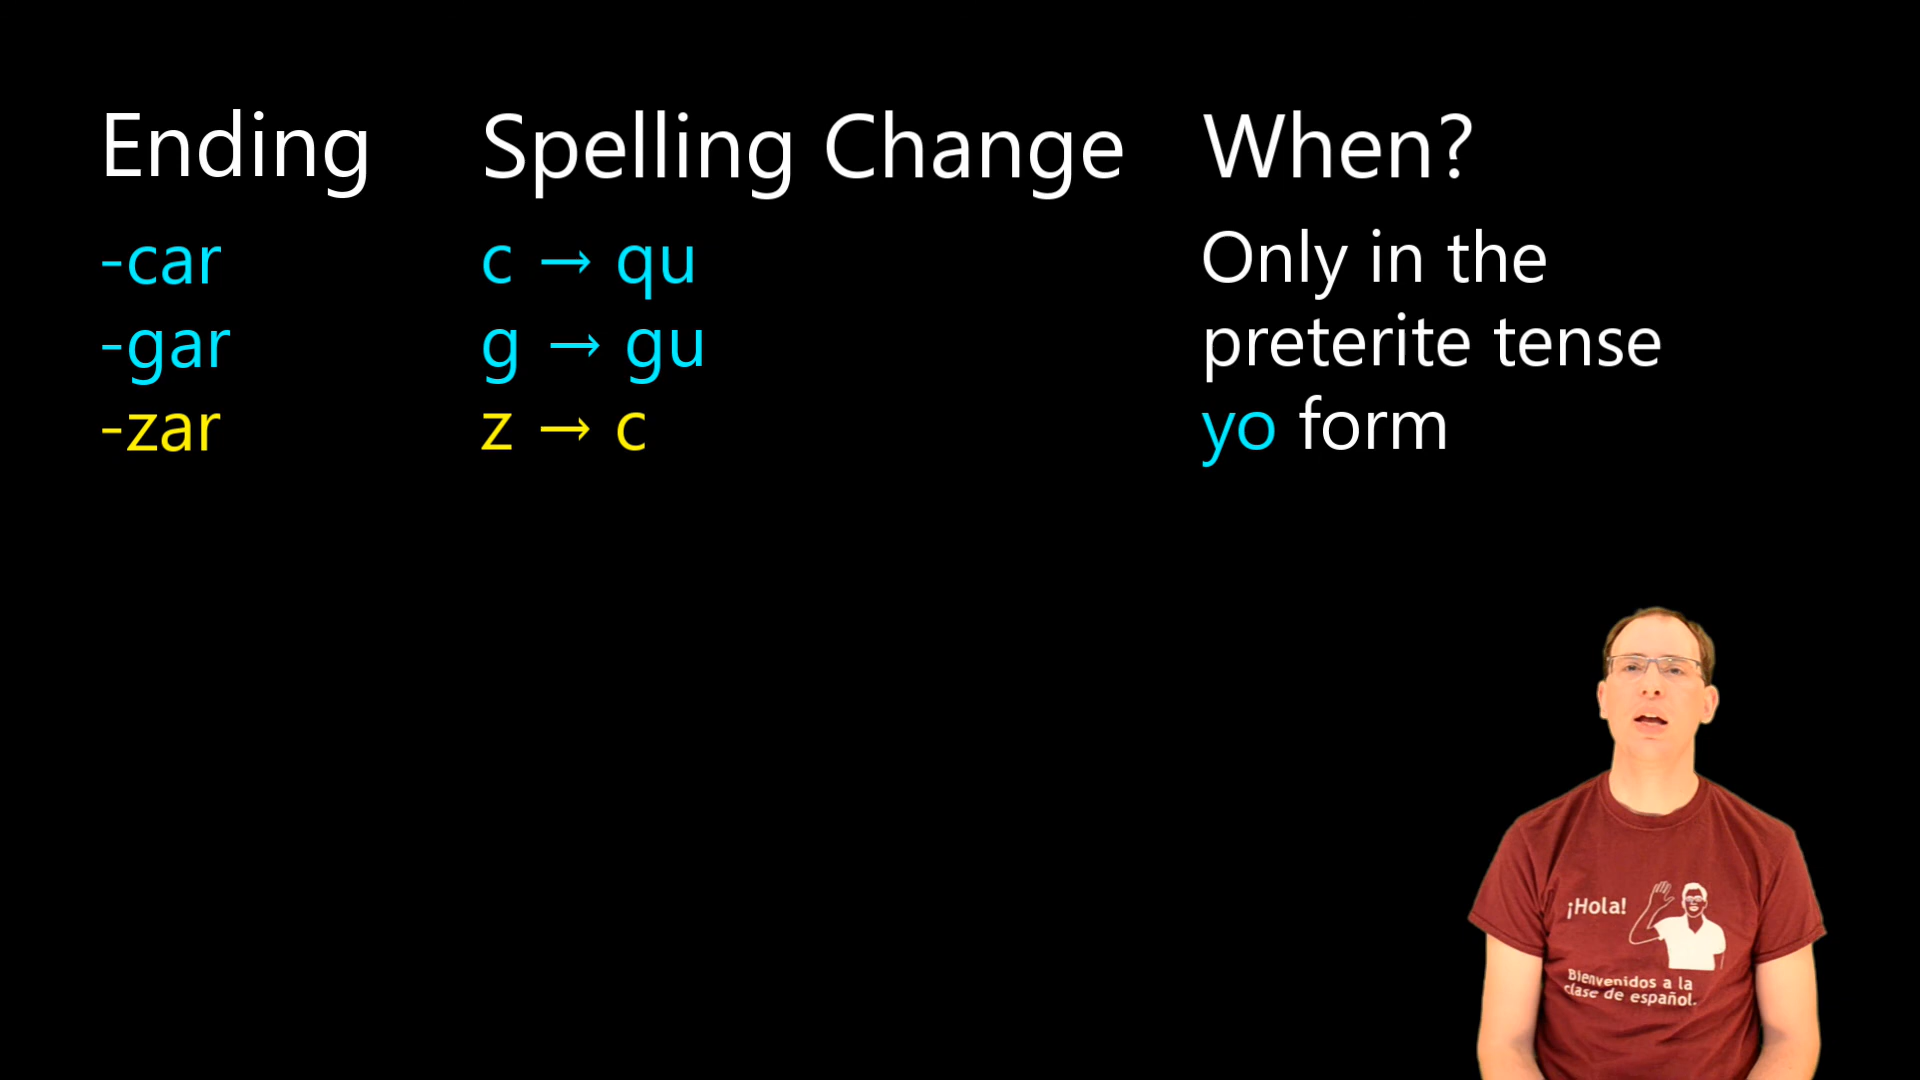 Ending Spelling Change When?
-car c → qu Only in the
-gar g → gu preterite tense
-zar z → c yo form
¡Hola!
Bienvenidos a la
clase de español.